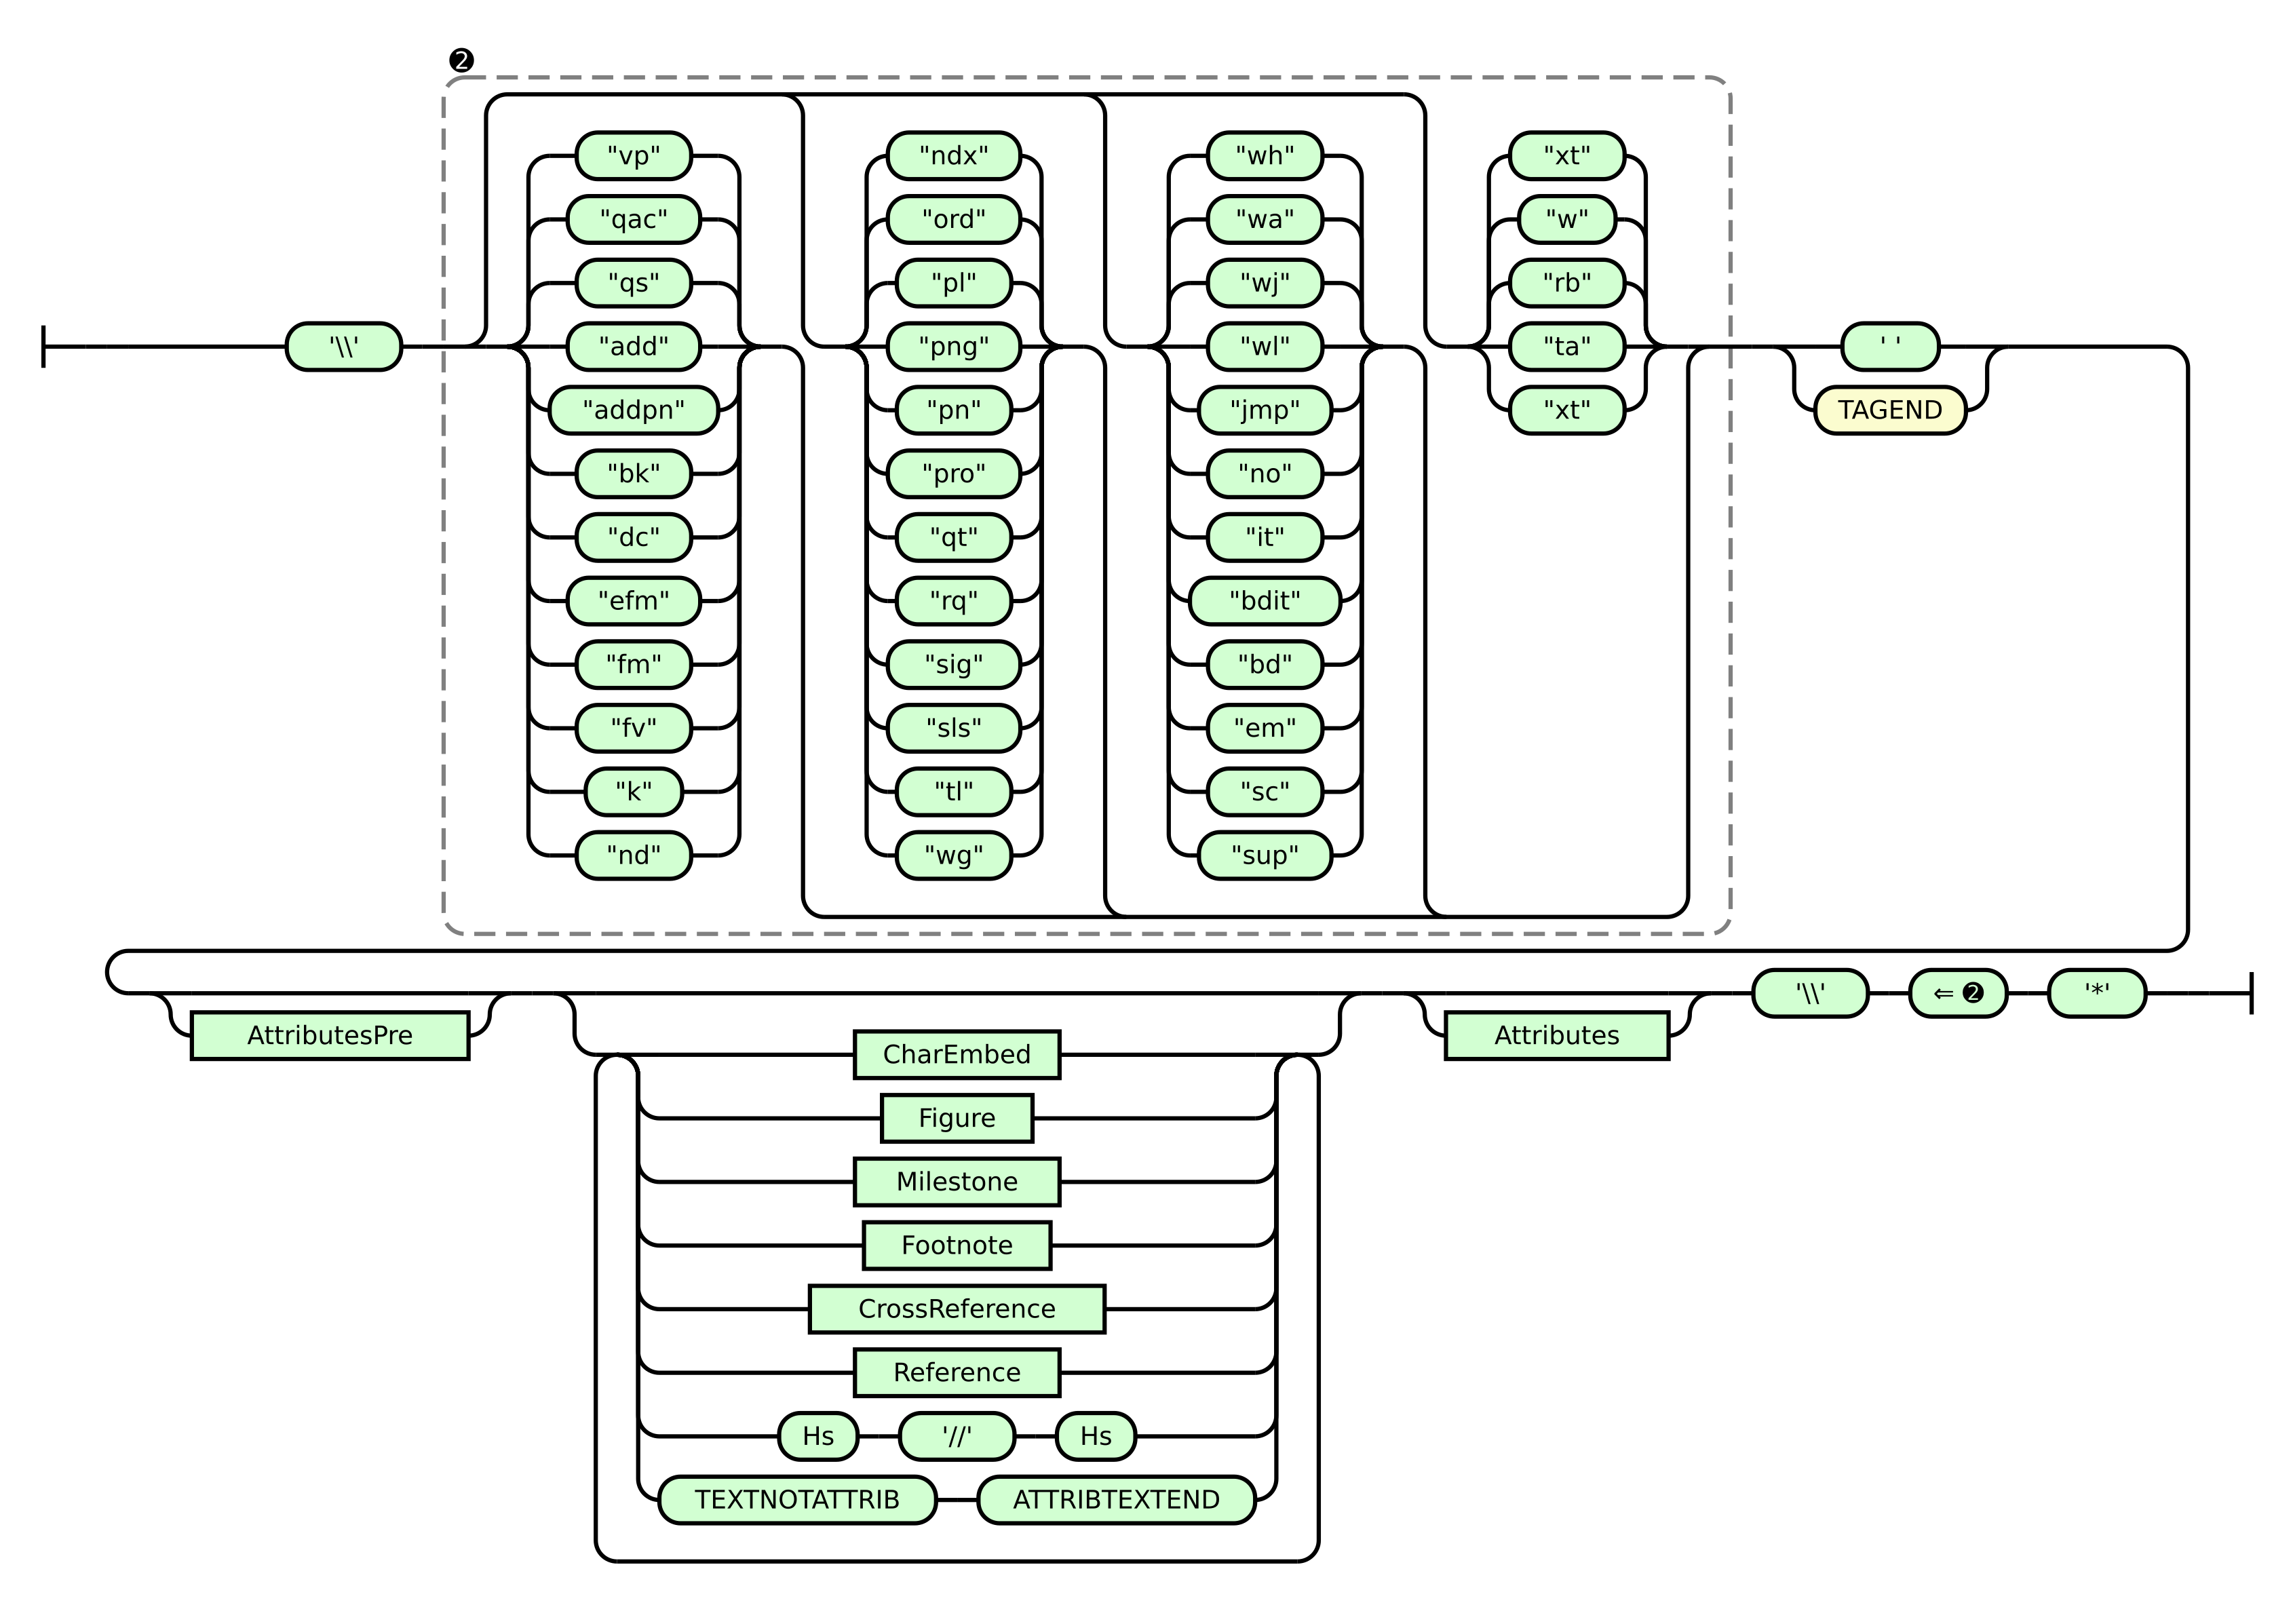 ❷
'\\'
"vp"
"qac"
"qs"
"add"
"addpn"
"bk"
"dc"
"efm"
"fm"
"fv"
"k"
"nd"
"ndx"
"ord"
"pl"
"png"
"pn"
"pro"
"qt"
"rq"
"sig"
"sls"
"tl"
"wg"
"wh"
"wa"
"wj"
"wl"
"jmp"
"no"
"it"
"bdit"
"bd"
"em"
"sc"
"sup"
"xt"
"w"
"rb"
"ta"
"xt"
' '
TAGEND
AttributesPre
CharEmbed
Figure
Milestone
Footnote
CrossReference
Reference
Hs '//' Hs
TEXTNOTATTRIB ATTRIBTEXTEND
Attributes
'\\' ⇐ ❷ '*'